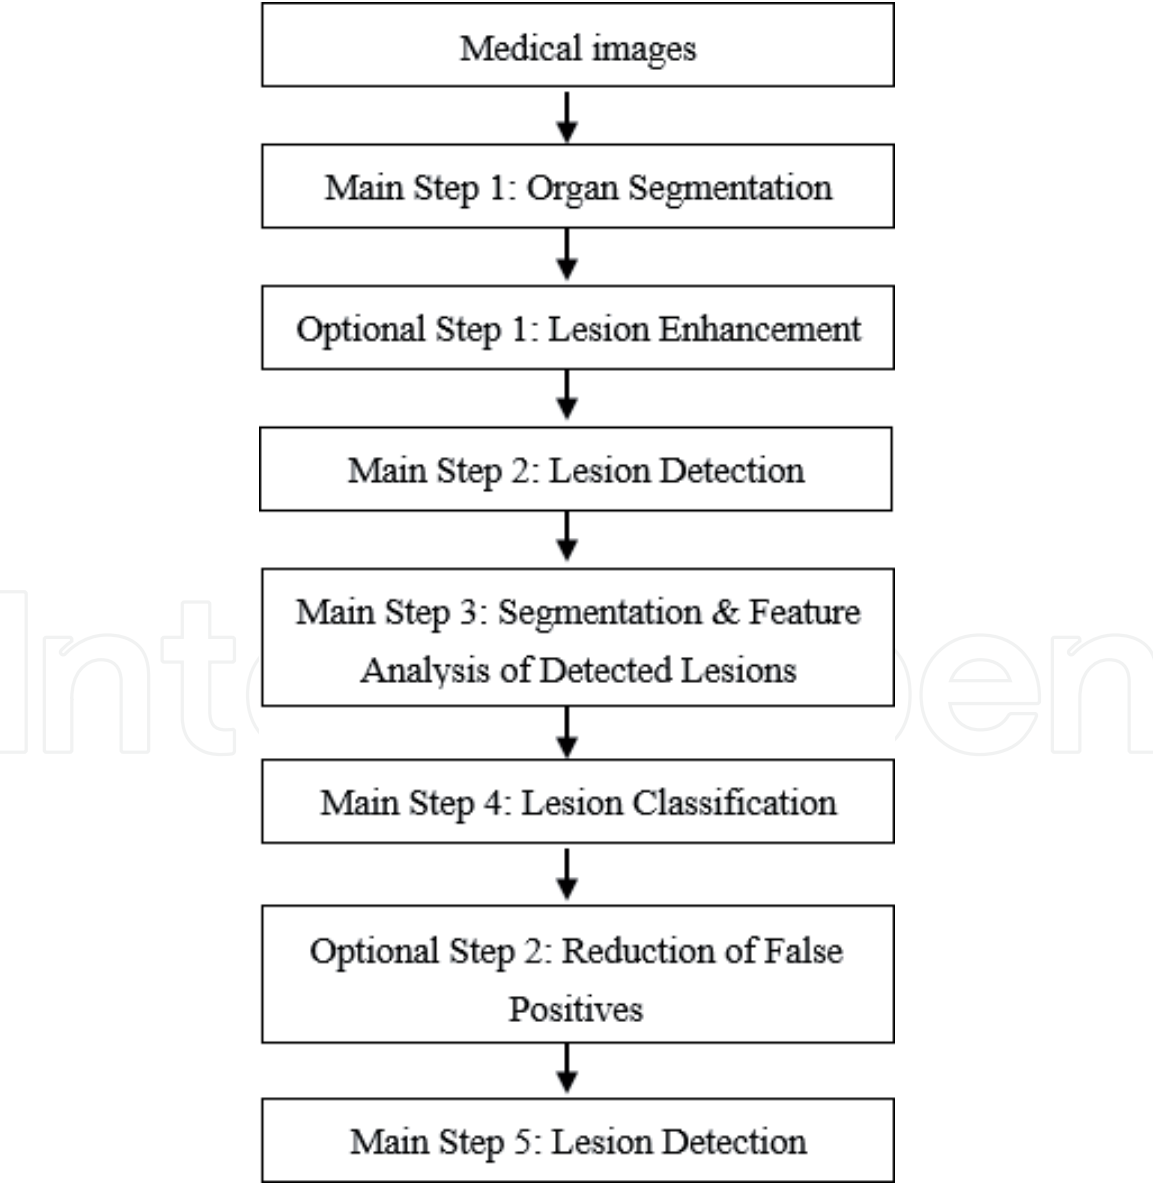 Medical images
Main Step 1: Organ Segmentation
Optional Step 1: Lesion Enhancement
Main Step 2: Lesion Detection
Main Step 3: Segmentation & Feature
Analysis of Detected Lesions
Main Step 4: Lesion Classification
Optional Step 2: Reduction of False
Positives
Main Step 5: Lesion Detection